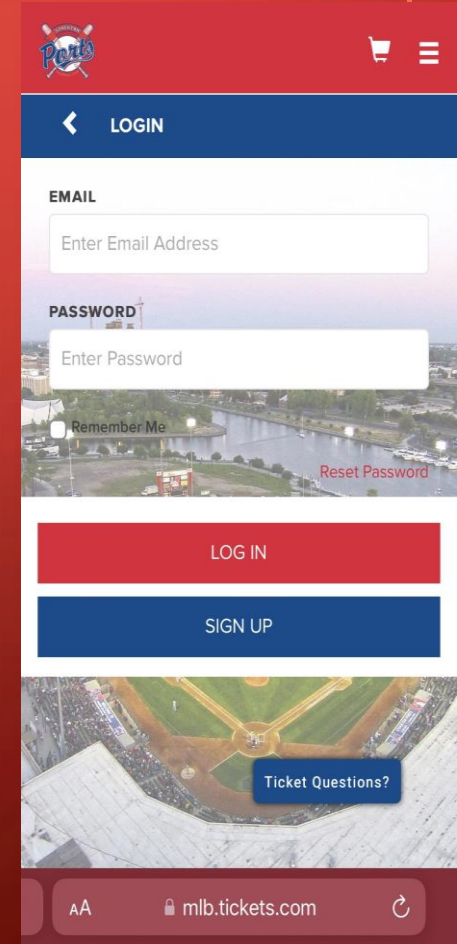 STOCKTON
Ports
LOGIN
EMAIL
Enter Email Address
PASSWORD
Enter Password
Remember Me
Reset Password
LOG IN
SIGN UP
Ticket Questions?
AA
mlb.tickets.com